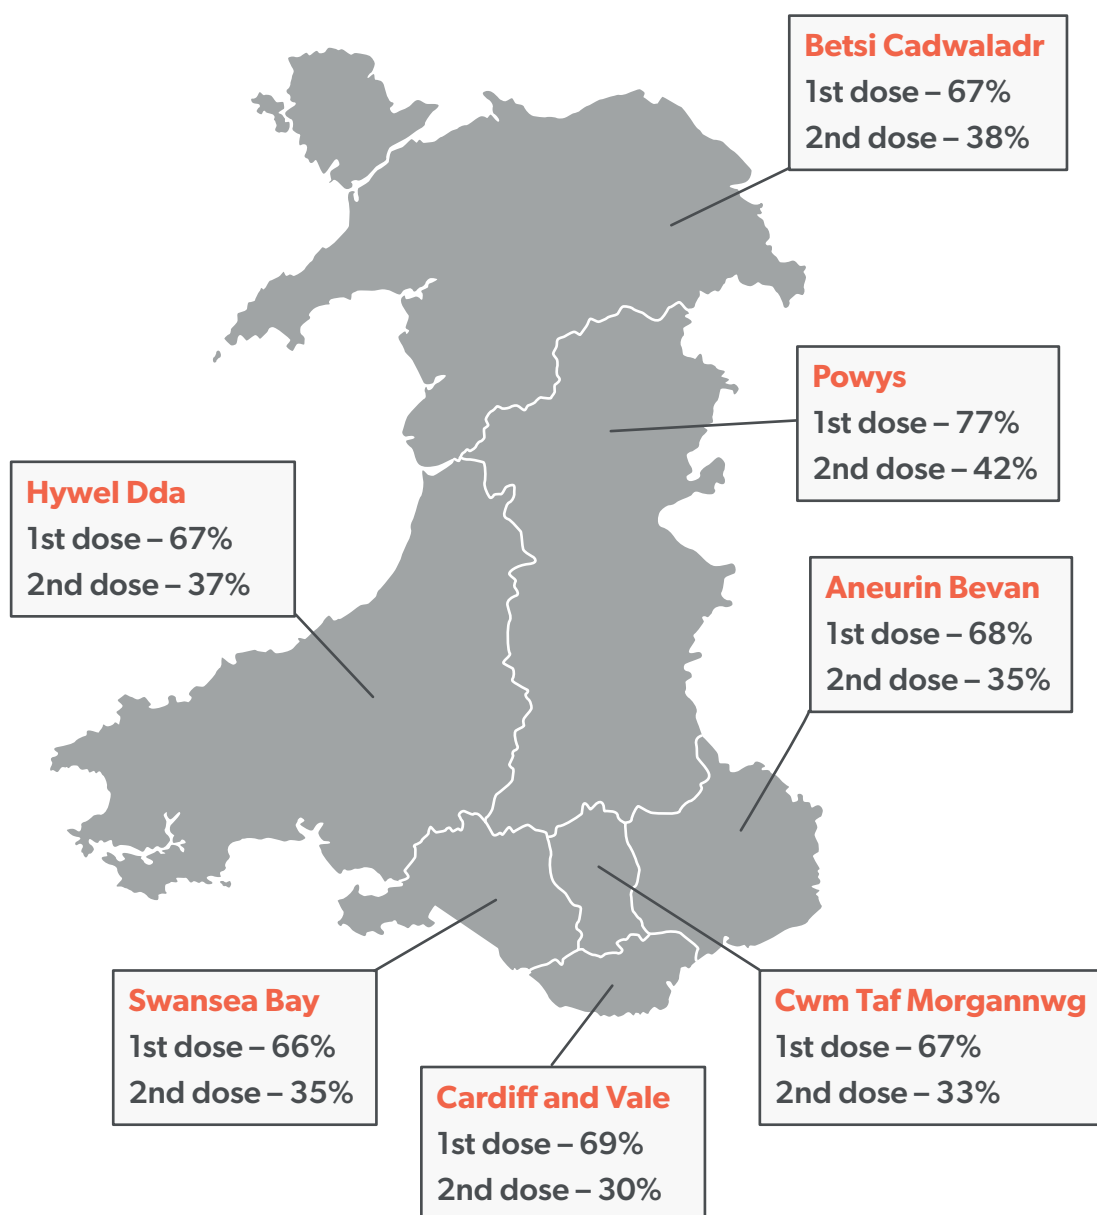 Betsi Cadwaladr
1st dose – 67%
2nd dose – 38%
Powys
1st dose – 77%
2nd dose – 42%
Hywel Dda
1st dose – 67%
2nd dose – 37%
Aneurin Bevan
1st dose – 68%
2nd dose – 35%
Swansea Bay
1st dose – 66%
2nd dose – 35%
Cardiff and Vale
1st dose – 69%
2nd dose – 30%
Cwm Taf Morgannwg
1st dose – 67%
2nd dose – 33%